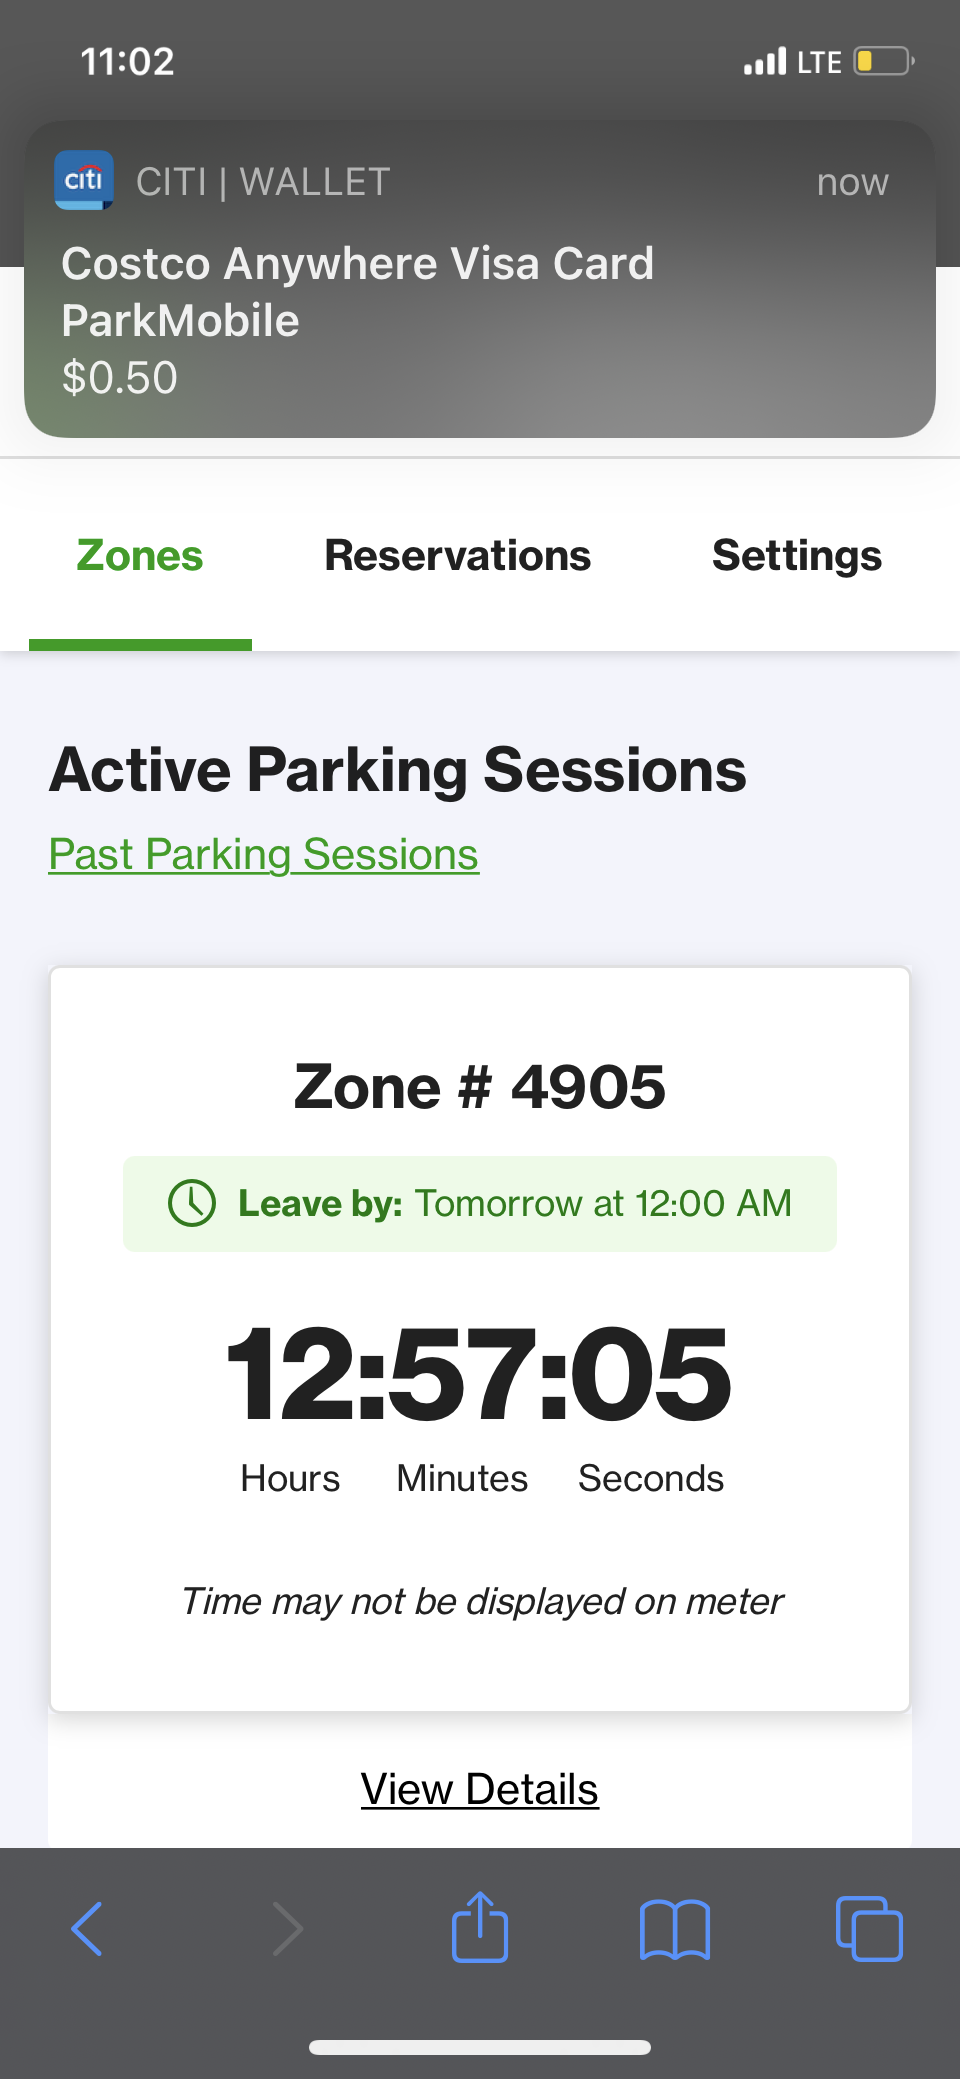 11:02
LTE
citi
CITI | WALLET
now
Costco Anywhere Visa Card
ParkMobile
$0.50
Zones
Reservations
Settings
Active Parking Sessions
Past Parking Sessions
Zone # 4905
Leave by: Tomorrow at 12:00 AM
12:57:05
Hours Minutes Seconds
Time may not be displayed on meter
View Details